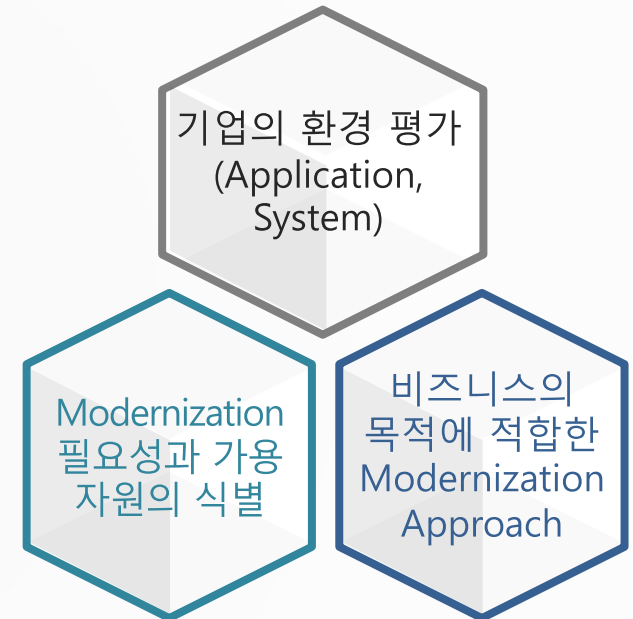 기업의 환경 평가
(Application,
System)
Modernization
필요성과 가용
자원의 식별
비즈니스의
목적에 적합한
Modernization
Approach